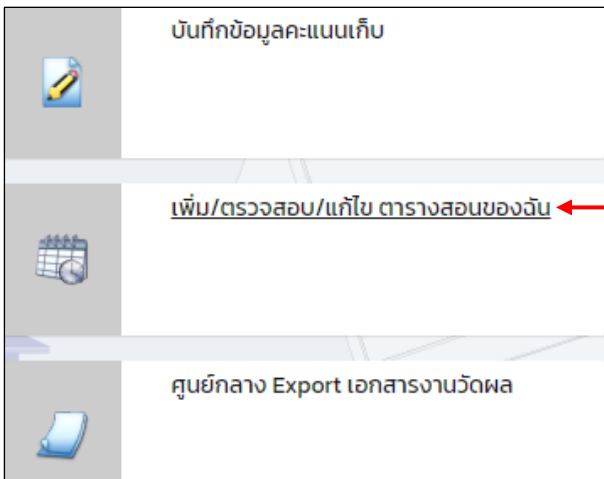 บันทึกข้อมูลคะแนนเก็บ
เพิ่ม/ตรวจสอบ/แก้ไข ตารางสอนของฉัน
ศูนย์กลาง Export เอกสารงานวัดผล